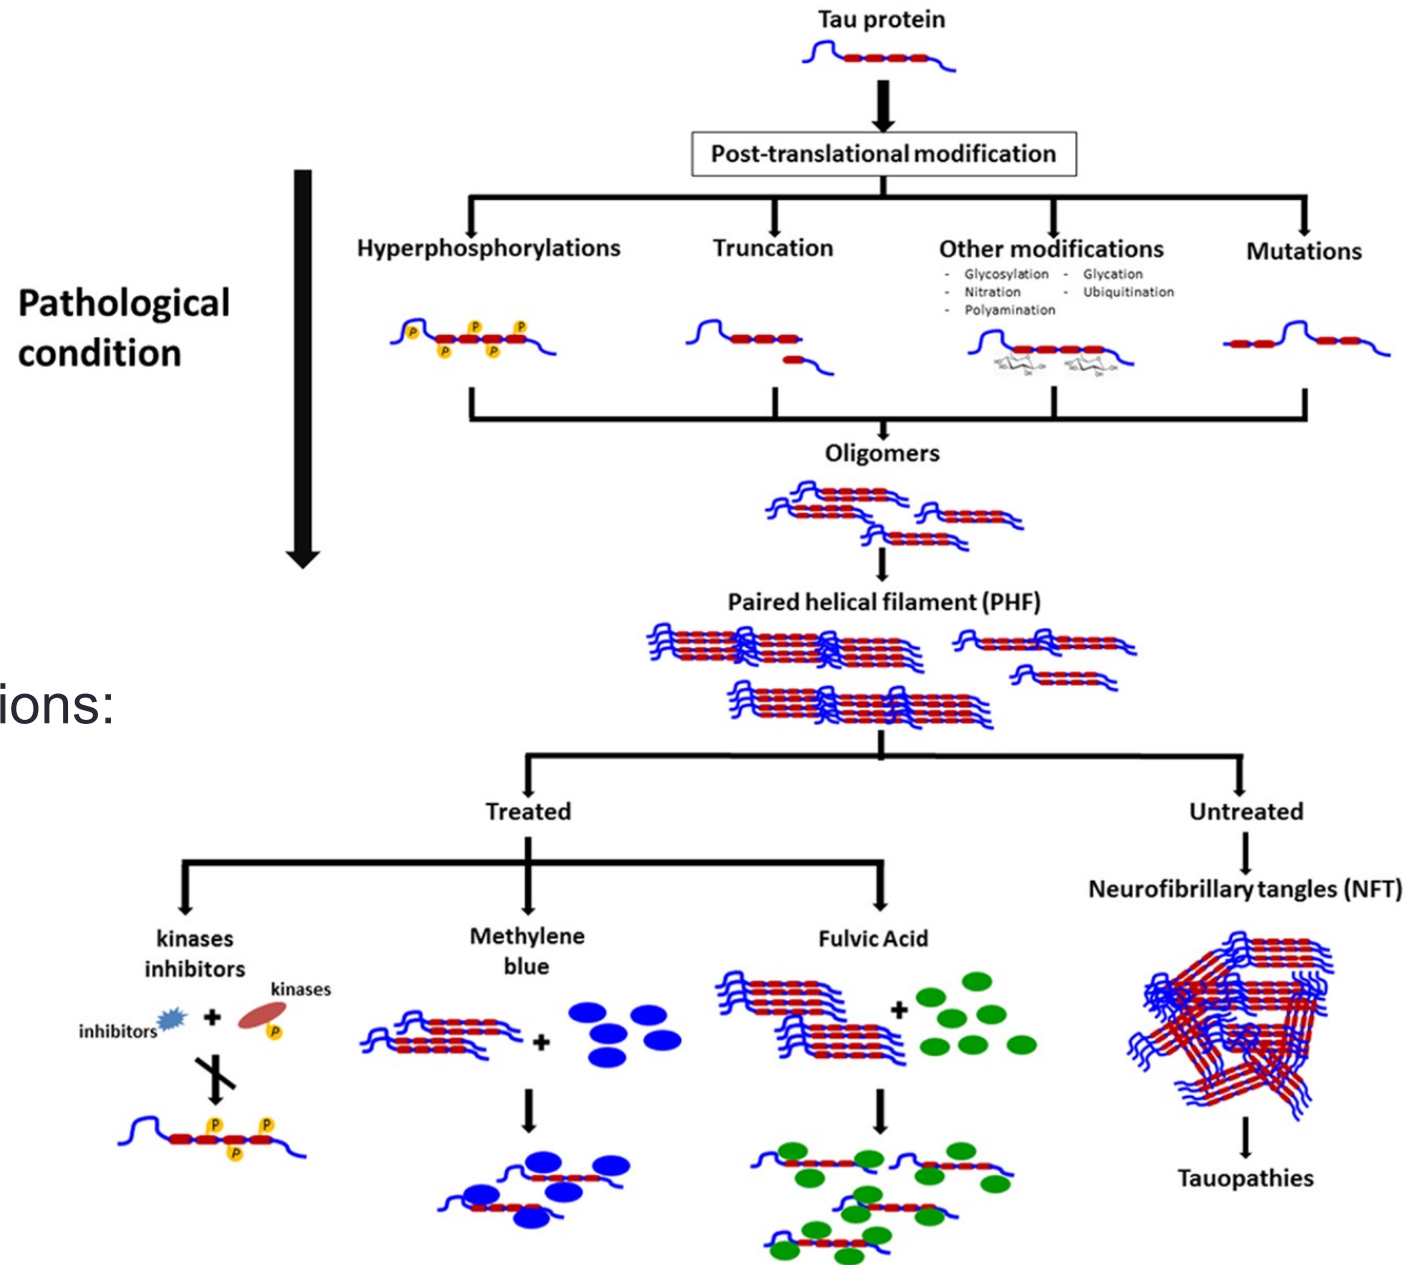 Tau protein
Post-translational modification
Hyperphosphorylations
Truncation
Other modifications
- Glycosylation - Glycation
- Nitration - Ubiquitination
- Polyamination
Mutations
Pathological
condition
P
P
P
P
P
Oligomers
Paired helical filament (PHF)
ions:
Treated
Untreated
Neurofibrillary tangles (NFT)
kinases
inhibitors
Methylene
blue
Fulvic Acid
kinases
inhibitors
+
P
+
+
P
P
P
Tauopathies